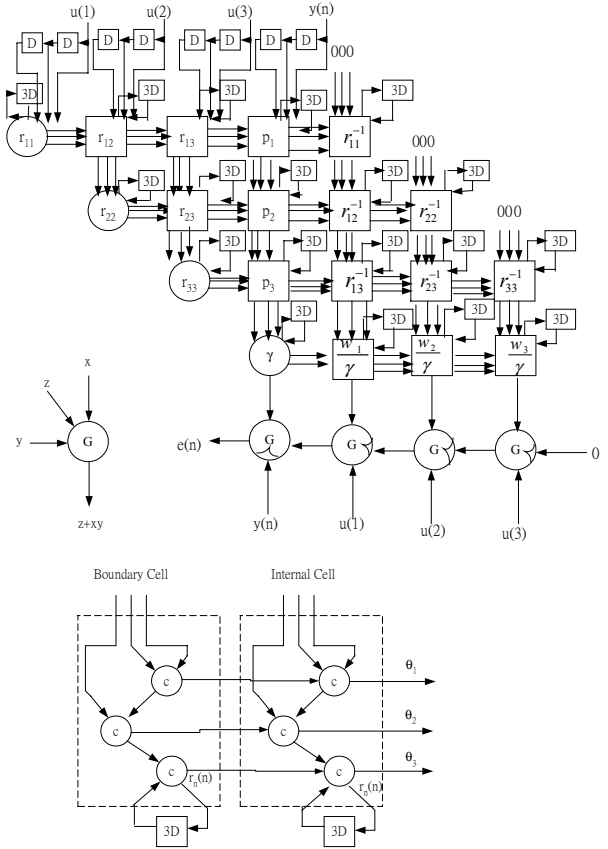 u(1) u(2) u(3) y(n)
D D D D D D D D
000
3D 3D 3D 3D 3D
r11 r12 r13 p1 r11^-1
000
3D 3D 3D 3D 3D
r22 r23 p2 r12^-1 r22^-1
000
3D 3D 3D 3D 3D
r33 p3 r13^-1 r23^-1 r33^-1
3D 3D 3D 3D
γ w1/γ w2/γ w3/γ
x
z
y G
z+xy
e(n) G G G G 0
y(n) u(1) u(2) u(3)
Boundary Cell Internal Cell
c c θ1
c c θ2
c c θ3
rn(n) rn(n)
3D 3D